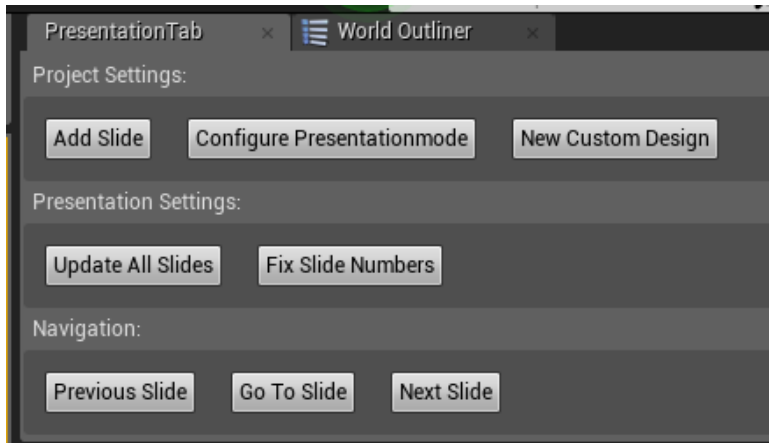 PresentationTab World Outliner
Project Settings:
Add Slide Configure Presentationmode New Custom Design
Presentation Settings:
Update All Slides Fix Slide Numbers
Navigation:
Previous Slide Go To Slide Next Slide